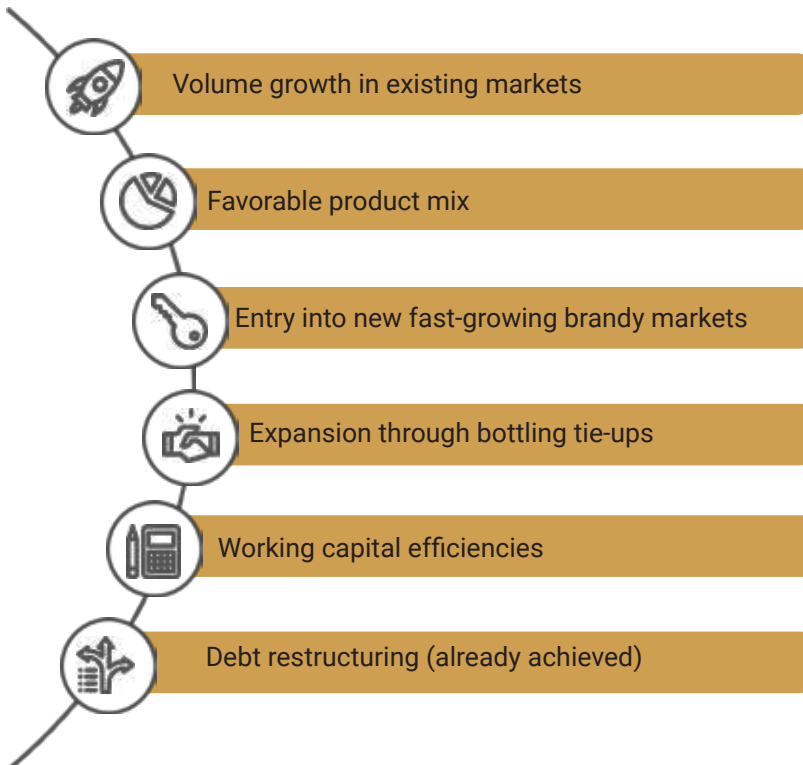 Volume growth in existing markets
Favorable product mix
Entry into new fast-growing brandy markets
Expansion through bottling tie-ups
Working capital efficiencies
Debt restructuring (already achieved)